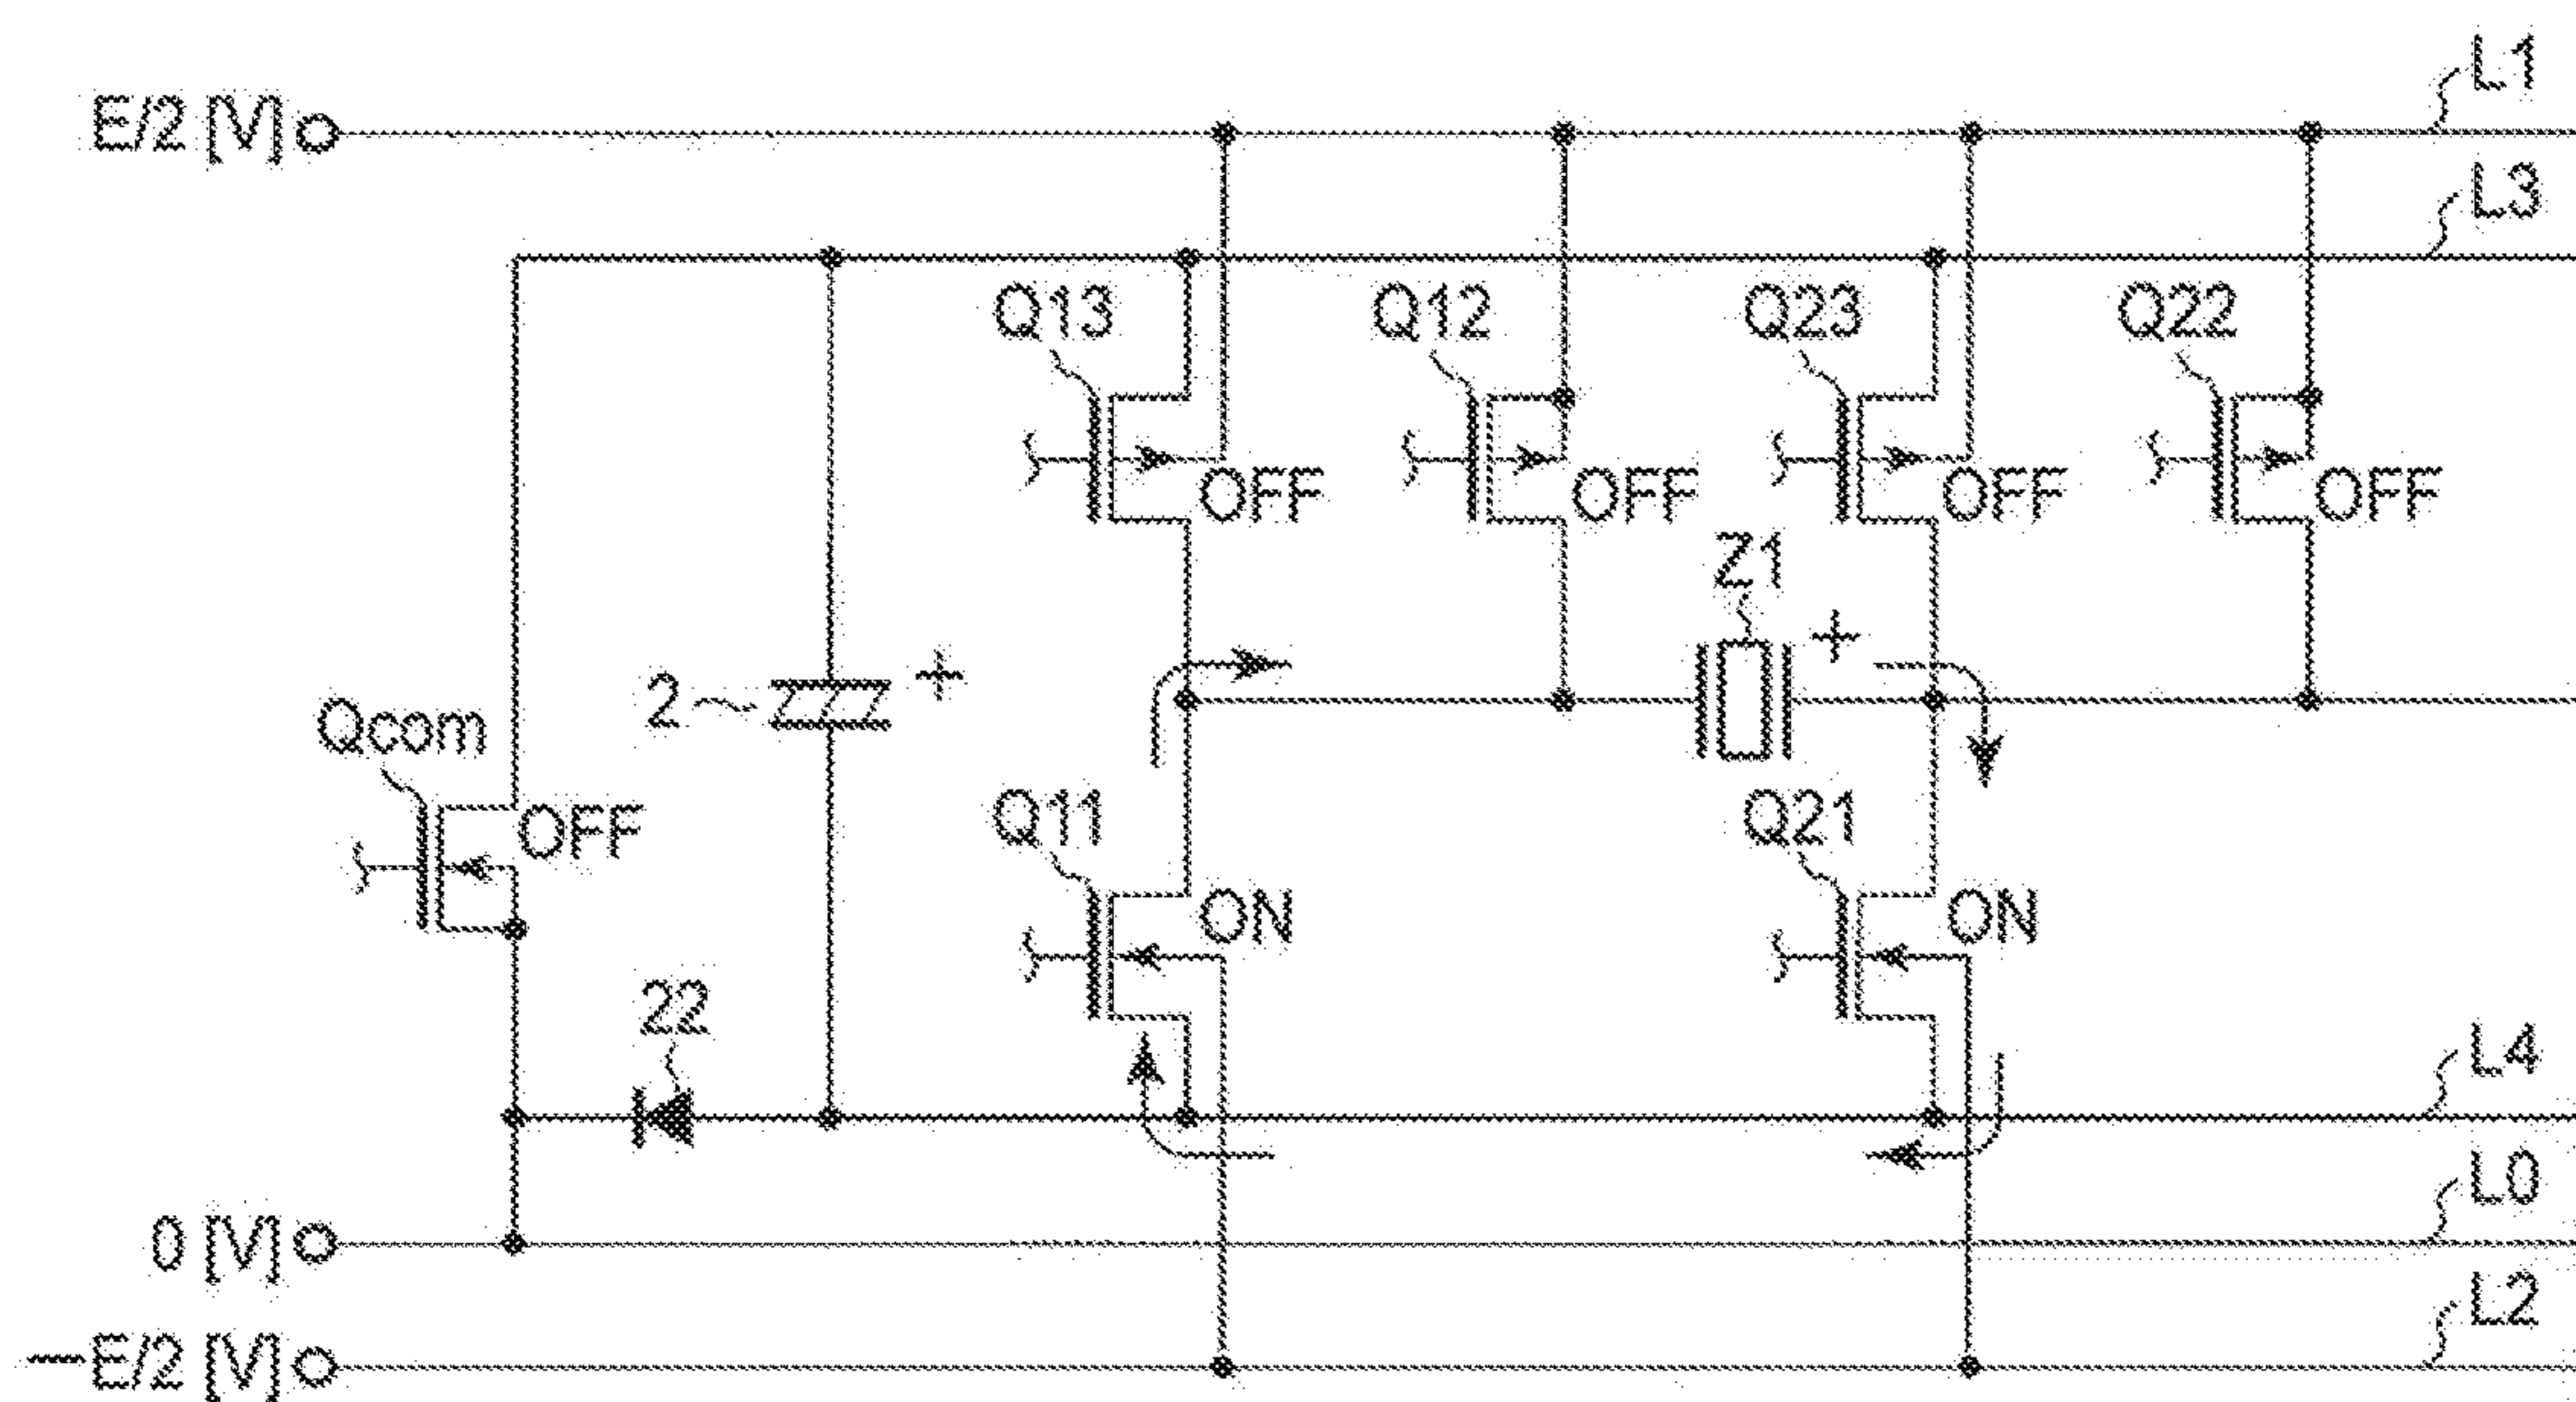 L1
E/2 [V]
L3
Q13
Q12
Q23
Q22
OFF
OFF
OFF
OFF
Z1
+
2
+
Qcom
OFF
Q11
Q21
ON
ON
22
L4
L0
0 [V]
L2
—E/2 [V]